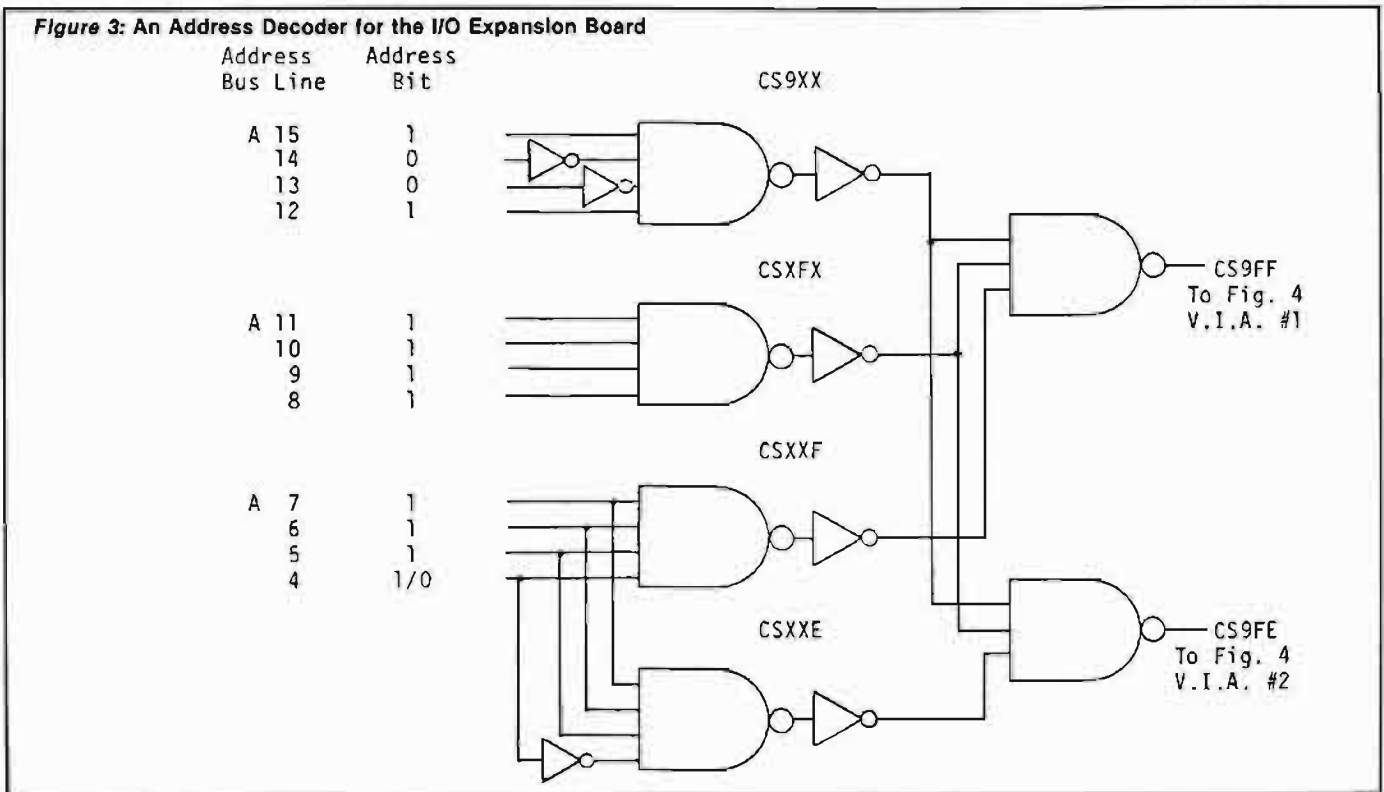 Figure 3: An Address Decoder for the I/O Expansion Board
Address Address
Bus Line Bit
CS9XX
A 15 1
14 0
13 0
12 1
CSXFX
A 11 1
10 1
9 1
8 1
CS9FF
To Fig. 4
V.I.A. #1
CSXXF
A 7 1
6 1
5 1
4 1/0
CSXXE
CS9FE
To Fig. 4
V.I.A. #2